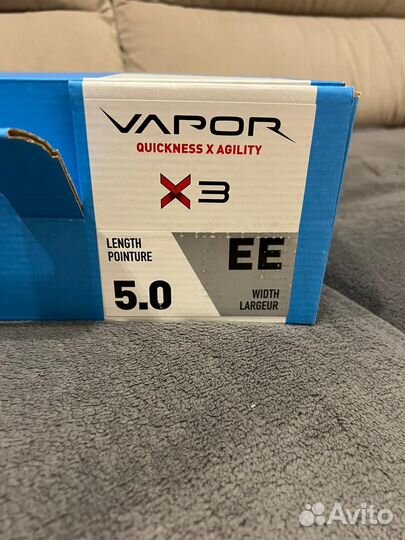 VAPOR
QUICKNESS X AGILITY
X3
LENGTH
POINTURE
5.0
EE
WIDTH
LARGEUR
Avito